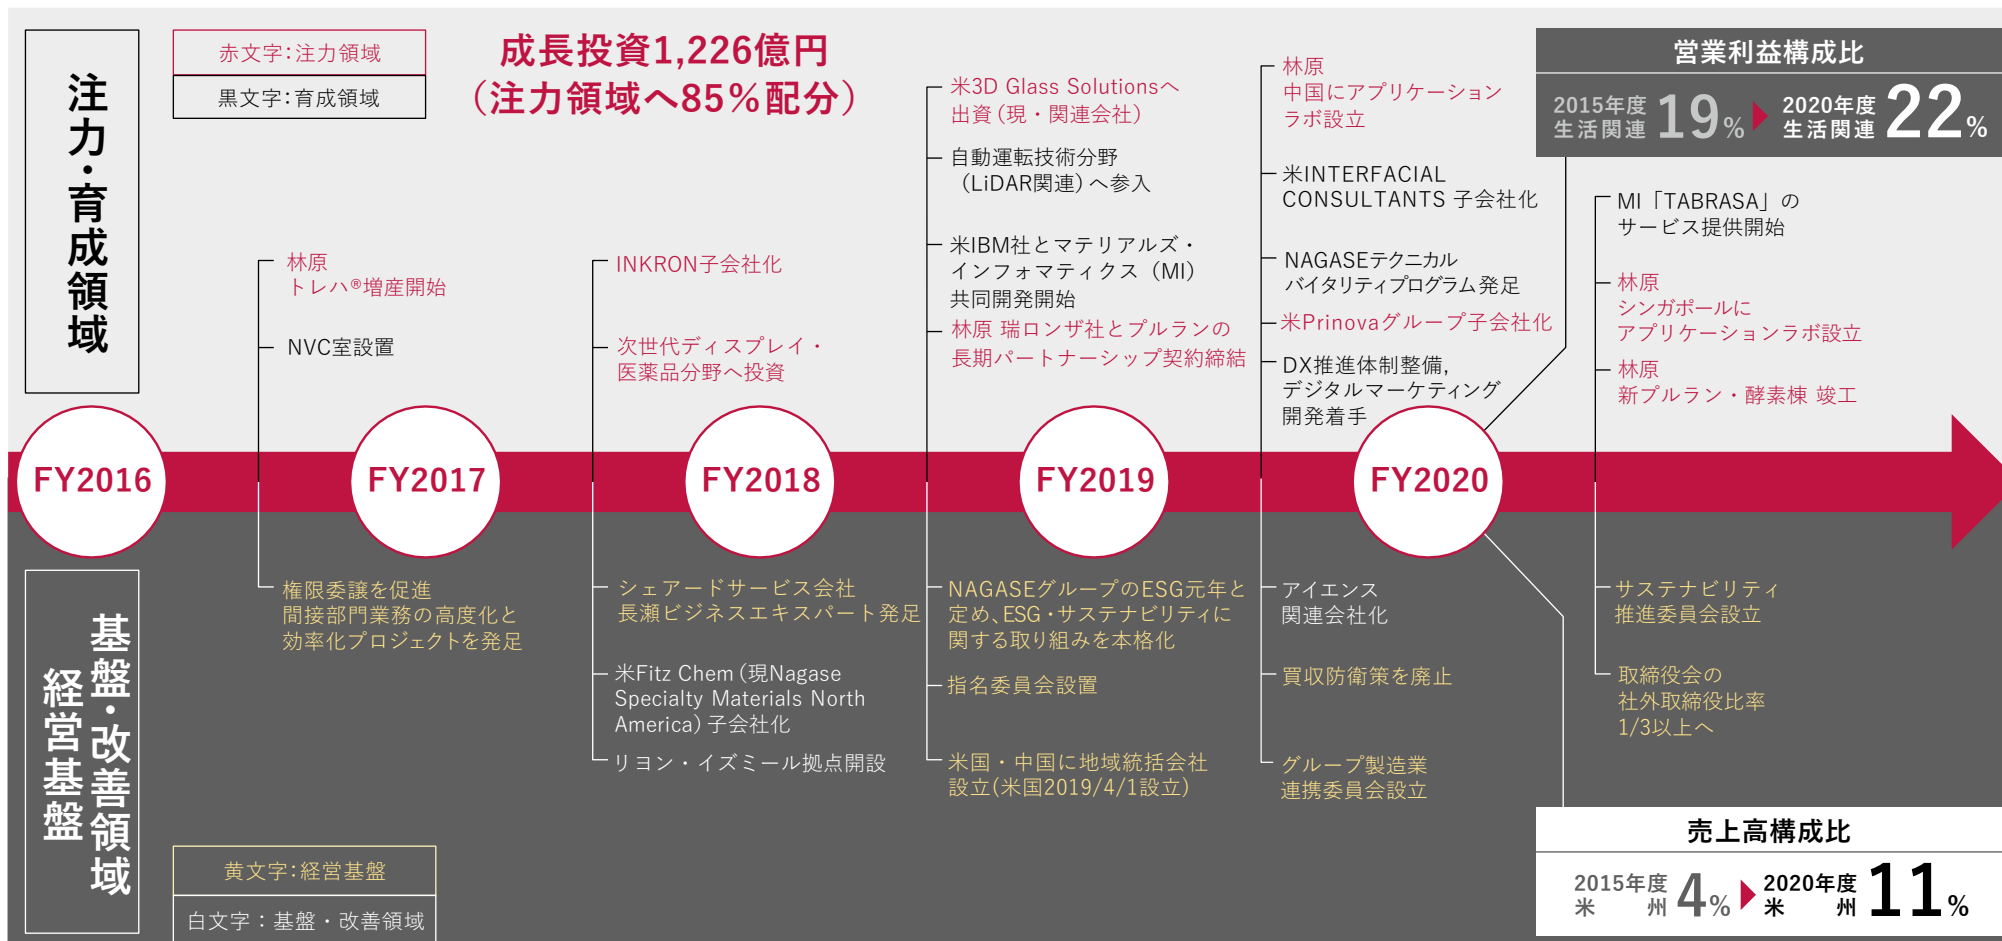 注力・育成領域
赤文字：注力領域
黒文字：育成領域
成長投資1,226億円
（注力領域へ85％配分）
林原
トレハ®増産開始
NVC室設置
INKRON子会社化
次世代ディスプレイ・
医薬品分野へ投資
米3D Glass Solutionsへ
出資（現・関連会社）
自動運転技術分野
（LiDAR関連）へ参入
米IBM社とマテリアルズ・
インフォマティクス（MI）
共同開発開始
林原 瑞ロンザ社とプルランの
長期パートナーシップ契約締結
林原
中国にアプリケーション
ラボ設立
米INTERFACIAL
CONSULTANTS 子会社化
NAGASEテクニカル
バイタリティプログラム発足
米Prinovaグループ子会社化
DX推進体制整備,
デジタルマーケティング
開発着手
営業利益構成比
2015年度
生活関連 19%
2020年度
生活関連 22%
MI「TABRASA」の
サービス提供開始
林原
シンガポールに
アプリケーションラボ設立
林原
新プルラン・酵素棟 竣工
FY2016
FY2017
FY2018
FY2019
FY2020
基盤・改善領域
経営基盤
権限委譲を促進
間接部門業務の高度化と
効率化プロジェクトを発足
シェアードサービス会社
長瀬ビジネスエキスパート発足
米Fitz Chem（現Nagase
Specialty Materials North
America）子会社化
リヨン・イズミール拠点開設
NAGASEグループのESG元年と
定め、ESG・サステナビリティに
関する取り組みを本格化
指名委員会設置
米国・中国に地域統括会社
設立(米国2019/4/1設立)
アイエンス
関連会社化
買収防衛策を廃止
グループ製造業
連携委員会設立
サステナビリティ
推進委員会設立
取締役会の
社外取締役比率
1/3以上へ
黄文字：経営基盤
白文字：基盤・改善領域
売上高構成比
2015年度
米州 4%
2020年度
米州 11%